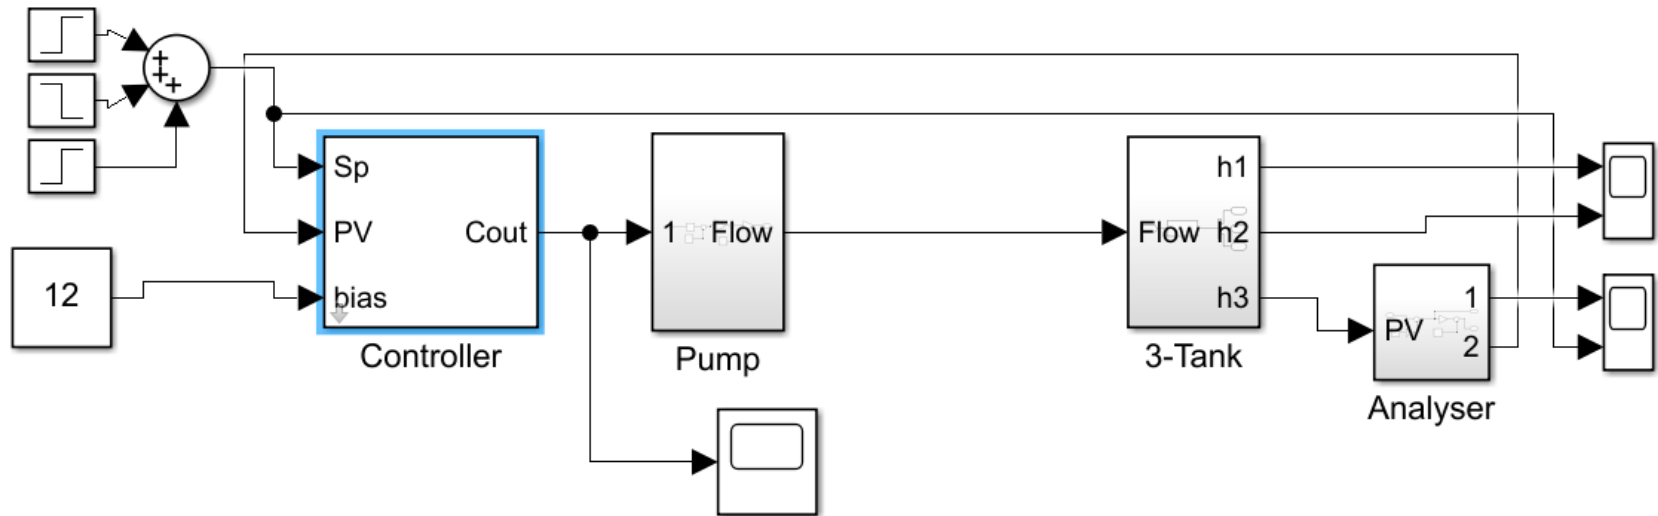 +
+
+
Sp
PV
bias
Cout
Controller
12
1
Flow
Pump
Flow
h1
h2
h3
3-Tank
PV
1
2
Analyser